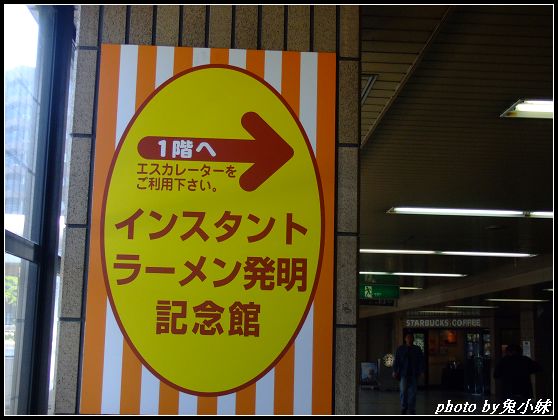 1階へ
エスカレーターを
ご利用下さい。
インスタント
ラーメン発明
記念館
STARBUCKS COFFEE
photo by兔小妹